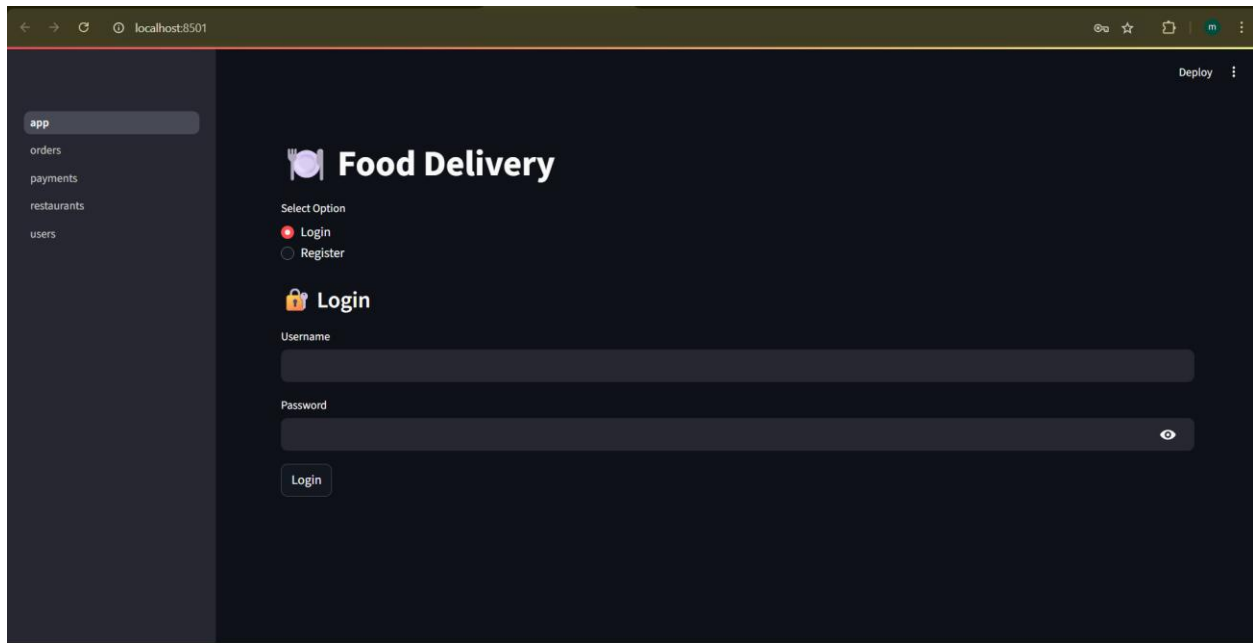 localhost:8501
m
Deploy
app
orders
payments
restaurants
users
Food Delivery
Select Option
Login
Register
Login
Username
Password
Login